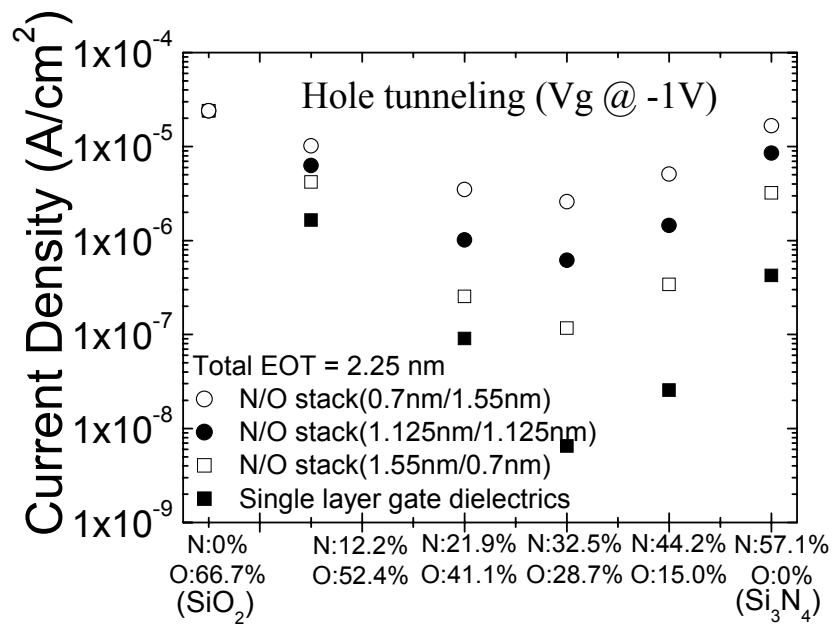 1x10⁻⁴
Hole tunneling (Vg @ -1V)
1x10⁻⁵
1x10⁻⁶
1x10⁻⁷
1x10⁻⁸
1x10⁻⁹
Current Density (A/cm²)
Total EOT = 2.25 nm
N/O stack(0.7nm/1.55nm)
N/O stack(1.125nm/1.125nm)
N/O stack(1.55nm/0.7nm)
Single layer gate dielectrics
N:0% N:12.2% N:21.9% N:32.5% N:44.2% N:57.1%
O:66.7% O:52.4% O:41.1% O:28.7% O:15.0% O:0%
(SiO₂) (Si₃N₄)